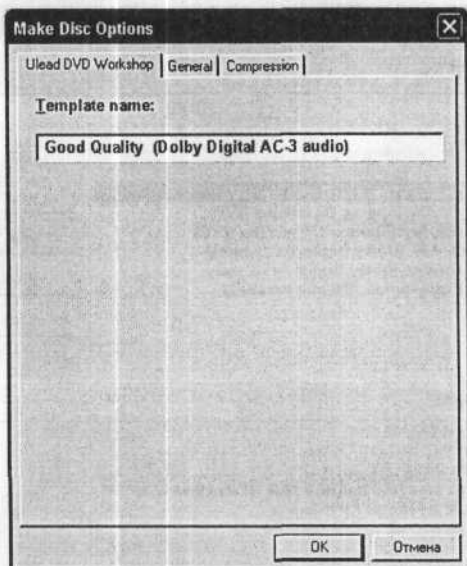 Make Disc Options
Ulead DVD Workshop General Compression
Template name:
Good Quality (Dolby Digital AC-3 audio)
OK Отмена